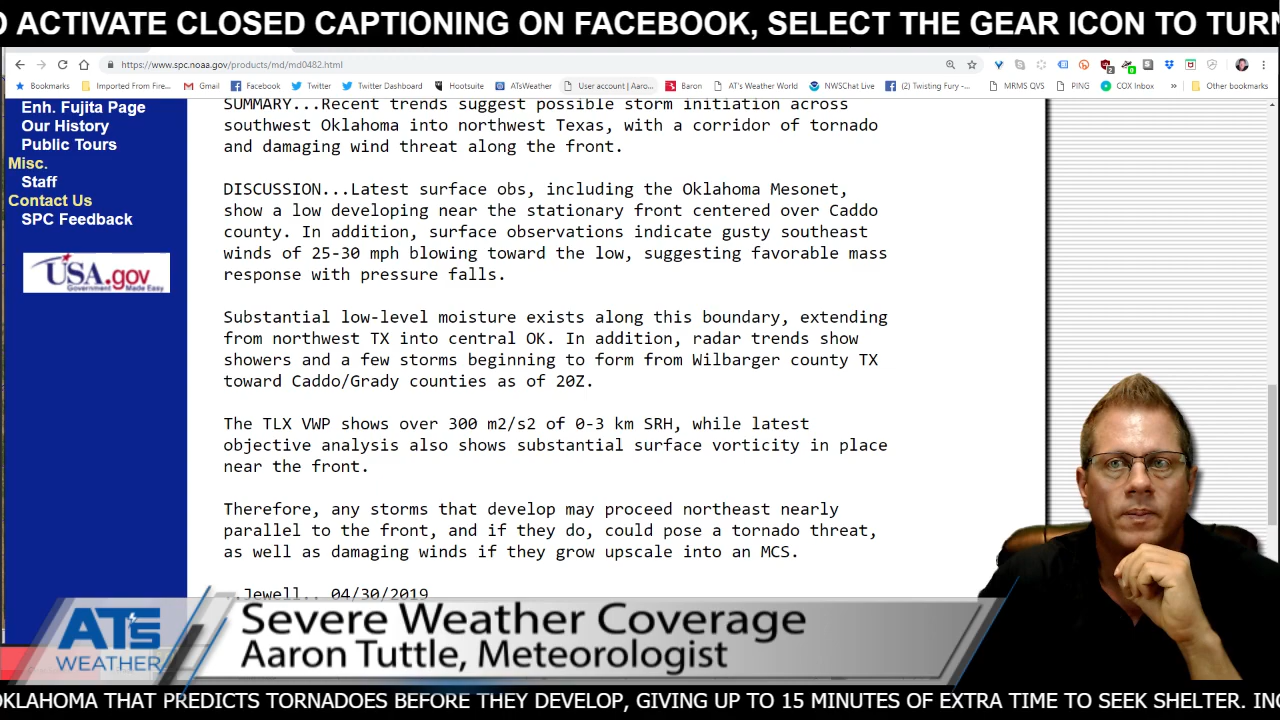 O ACTIVATE CLOSED CAPTIONING ON FACEBOOK, SELECT THE GEAR ICON TO TURN
https://www.spc.noaa.gov/products/md/md0482.html
Bookmarks Imported From Fire... Gmail Facebook Twitter Twitter Dashboard Hootsuite ATsWeather User account | Aaro... Baron AT's Weather World NWSChat Live (2) Twisting Fury -... MRMS QVS PING COX Inbox » Other bookmarks
Enh. Fujita Page
Our History
Public Tours
Misc.
Staff
Contact Us
SPC Feedback
USA.gov
Government Made Easy
SUMMARY...Recent trends suggest possible storm initiation across
southwest Oklahoma into northwest Texas, with a corridor of tornado
and damaging wind threat along the front.
DISCUSSION...Latest surface obs, including the Oklahoma Mesonet,
show a low developing near the stationary front centered over Caddo
county. In addition, surface observations indicate gusty southeast
winds of 25-30 mph blowing toward the low, suggesting favorable mass
response with pressure falls.
Substantial low-level moisture exists along this boundary, extending
from northwest TX into central OK. In addition, radar trends show
showers and a few storms beginning to form from Wilbarger county TX
toward Caddo/Grady counties as of 20Z.
The TLX VWP shows over 300 m2/s2 of 0-3 km SRH, while latest
objective analysis also shows substantial surface vorticity in place
near the front.
Therefore, any storms that develop may proceed northeast nearly
parallel to the front, and if they do, could pose a tornado threat,
as well as damaging winds if they grow upscale into an MCS.
..Jewell.. 04/30/2019
ATs
WEATHER
Severe Weather Coverage
Aaron Tuttle, Meteorologist
OKLAHOMA THAT PREDICTS TORNADOES BEFORE THEY DEVELOP, GIVING UP TO 15 MINUTES OF EXTRA TIME TO SEEK SHELTER. INC